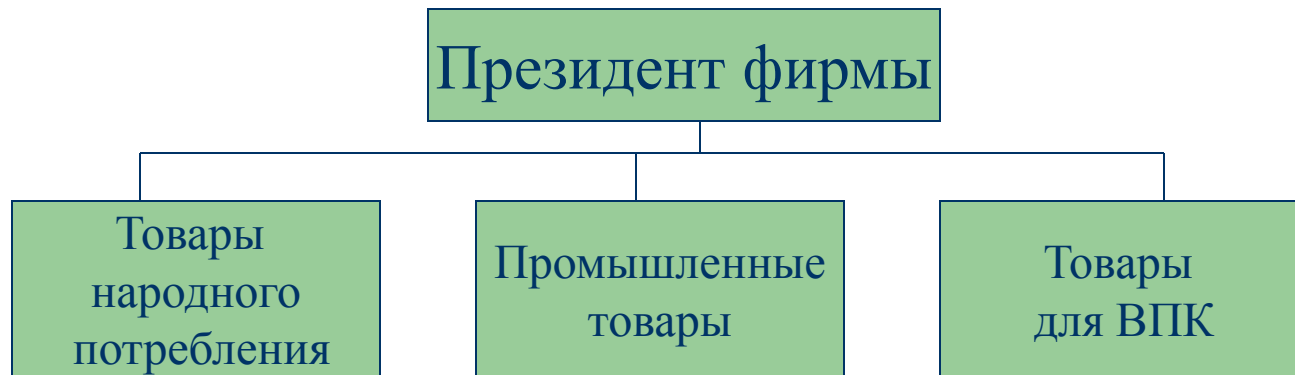 Президент фирмы
Товары
народного
потребления
Промышленные
товары
Товары
для ВПК